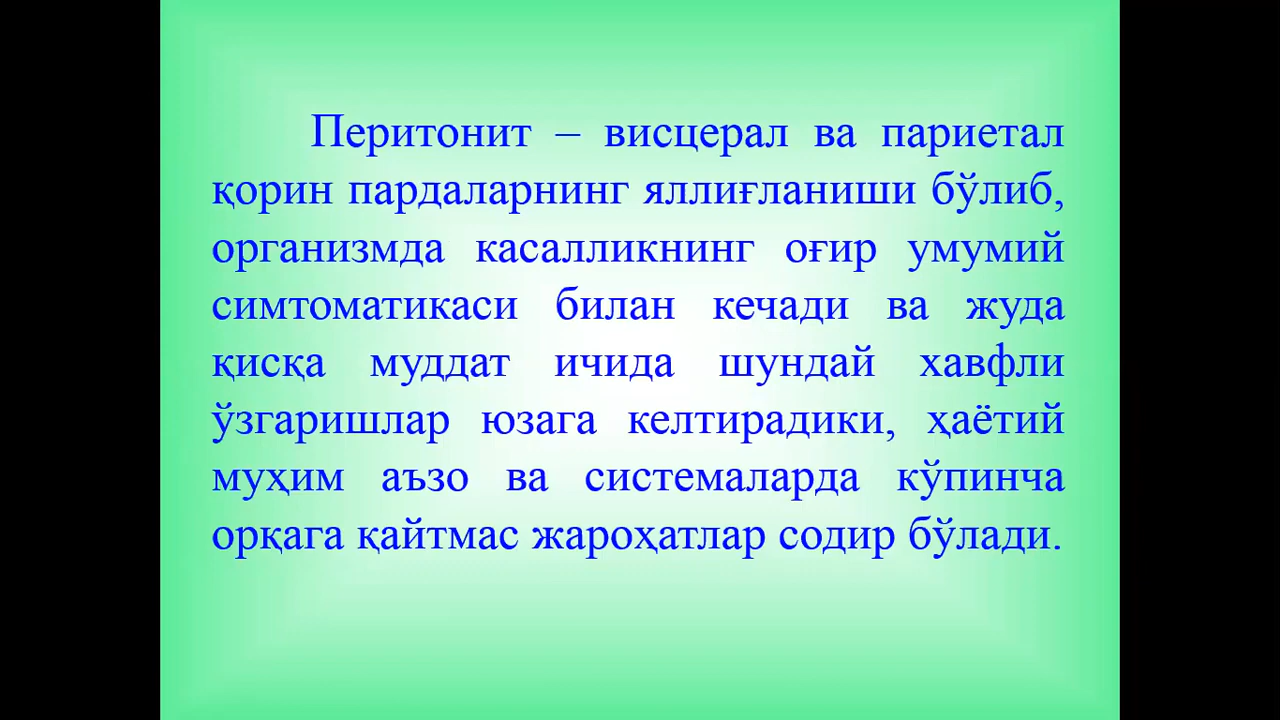 Перитонит – висцерал ва париетал
қорин пардаларнинг яллиғланиши бўлиб,
организмда касалликнинг оғир умумий
симтоматикаси билан кечади ва жуда
қисқа муддат ичида шундай хавфли
ўзгаришлар юзага келтирадики, ҳаётий
муҳим аъзо ва системаларда кўпинча
орқага қайтмас жароҳатлар содир бўлади.